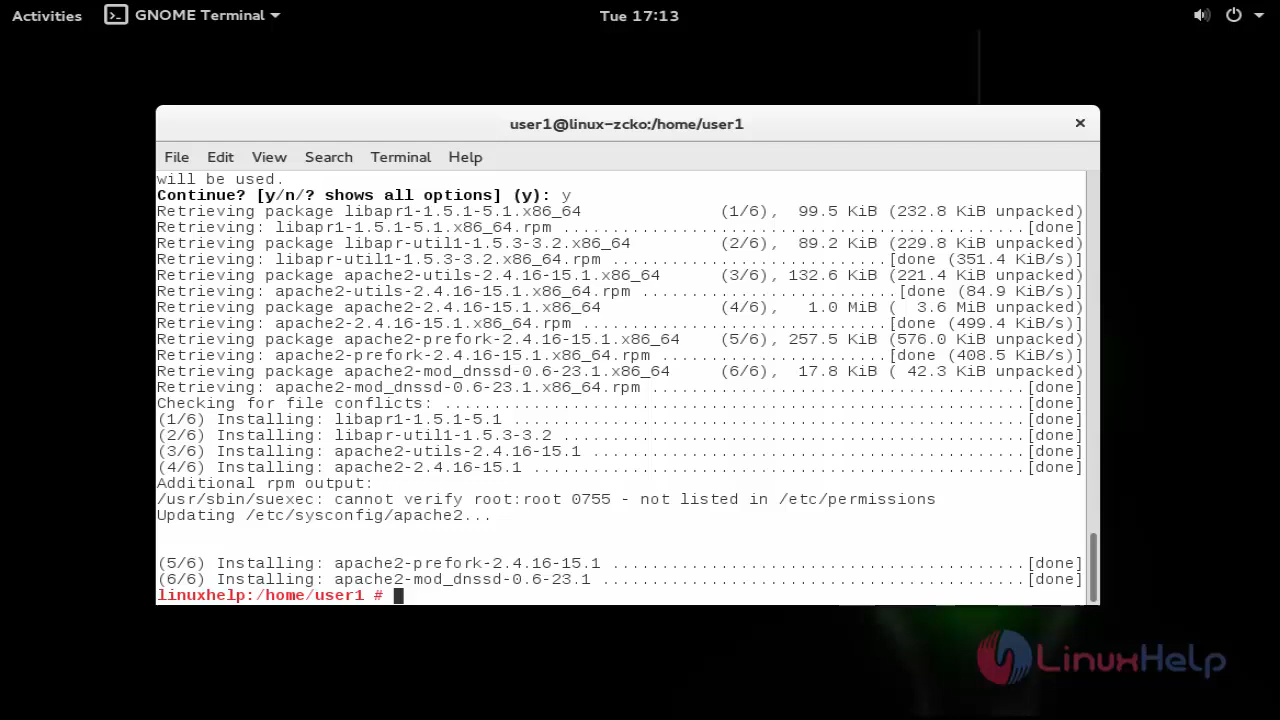 Activities GNOME Terminal Tue 17:13
user1@linux-zcko:/home/user1 ×
File Edit View Search Terminal Help
will be used.
Continue? [y/n/? shows all options] (y): y
Retrieving package libapr1-1.5.1-5.1.x86_64 (1/6), 99.5 KiB (232.8 KiB unpacked)
Retrieving: libapr1-1.5.1-5.1.x86_64.rpm ................................................[done]
Retrieving package libapr-util1-1.5.3-3.2.x86_64 (2/6), 89.2 KiB (229.8 KiB unpacked)
Retrieving: libapr-util1-1.5.3-3.2.x86_64.rpm .............................[done (351.4 KiB/s)]
Retrieving package apache2-utils-2.4.16-15.1.x86_64 (3/6), 132.6 KiB (221.4 KiB unpacked)
Retrieving: apache2-utils-2.4.16-15.1.x86_64.rpm ..........................[done (84.9 KiB/s)]
Retrieving package apache2-2.4.16-15.1.x86_64 (4/6), 1.0 MiB ( 3.6 MiB unpacked)
Retrieving: apache2-2.4.16-15.1.x86_64.rpm ...............................[done (499.4 KiB/s)]
Retrieving package apache2-prefork-2.4.16-15.1.x86_64 (5/6), 257.5 KiB (576.0 KiB unpacked)
Retrieving: apache2-prefork-2.4.16-15.1.x86_64.rpm .......................[done (408.5 KiB/s)]
Retrieving package apache2-mod_dnssd-0.6-23.1.x86_64 (6/6), 17.8 KiB ( 42.3 KiB unpacked)
Retrieving: apache2-mod_dnssd-0.6-23.1.x86_64.rpm ......................................[done]
Checking for file conflicts: ...........................................................[done]
(1/6) Installing: libapr1-1.5.1-5.1 ....................................................[done]
(2/6) Installing: libapr-util1-1.5.3-3.2 ...............................................[done]
(3/6) Installing: apache2-utils-2.4.16-15.1 ............................................[done]
(4/6) Installing: apache2-2.4.16-15.1 ..................................................[done]
Additional rpm output:
/usr/sbin/suexec: cannot verify root:root 0755 - not listed in /etc/permissions
Updating /etc/sysconfig/apache2...
(5/6) Installing: apache2-prefork-2.4.16-15.1 ..........................................[done]
(6/6) Installing: apache2-mod_dnssd-0.6-23.1 ...........................................[done]
linuxhelp:/home/user1 #
LinuxHelp